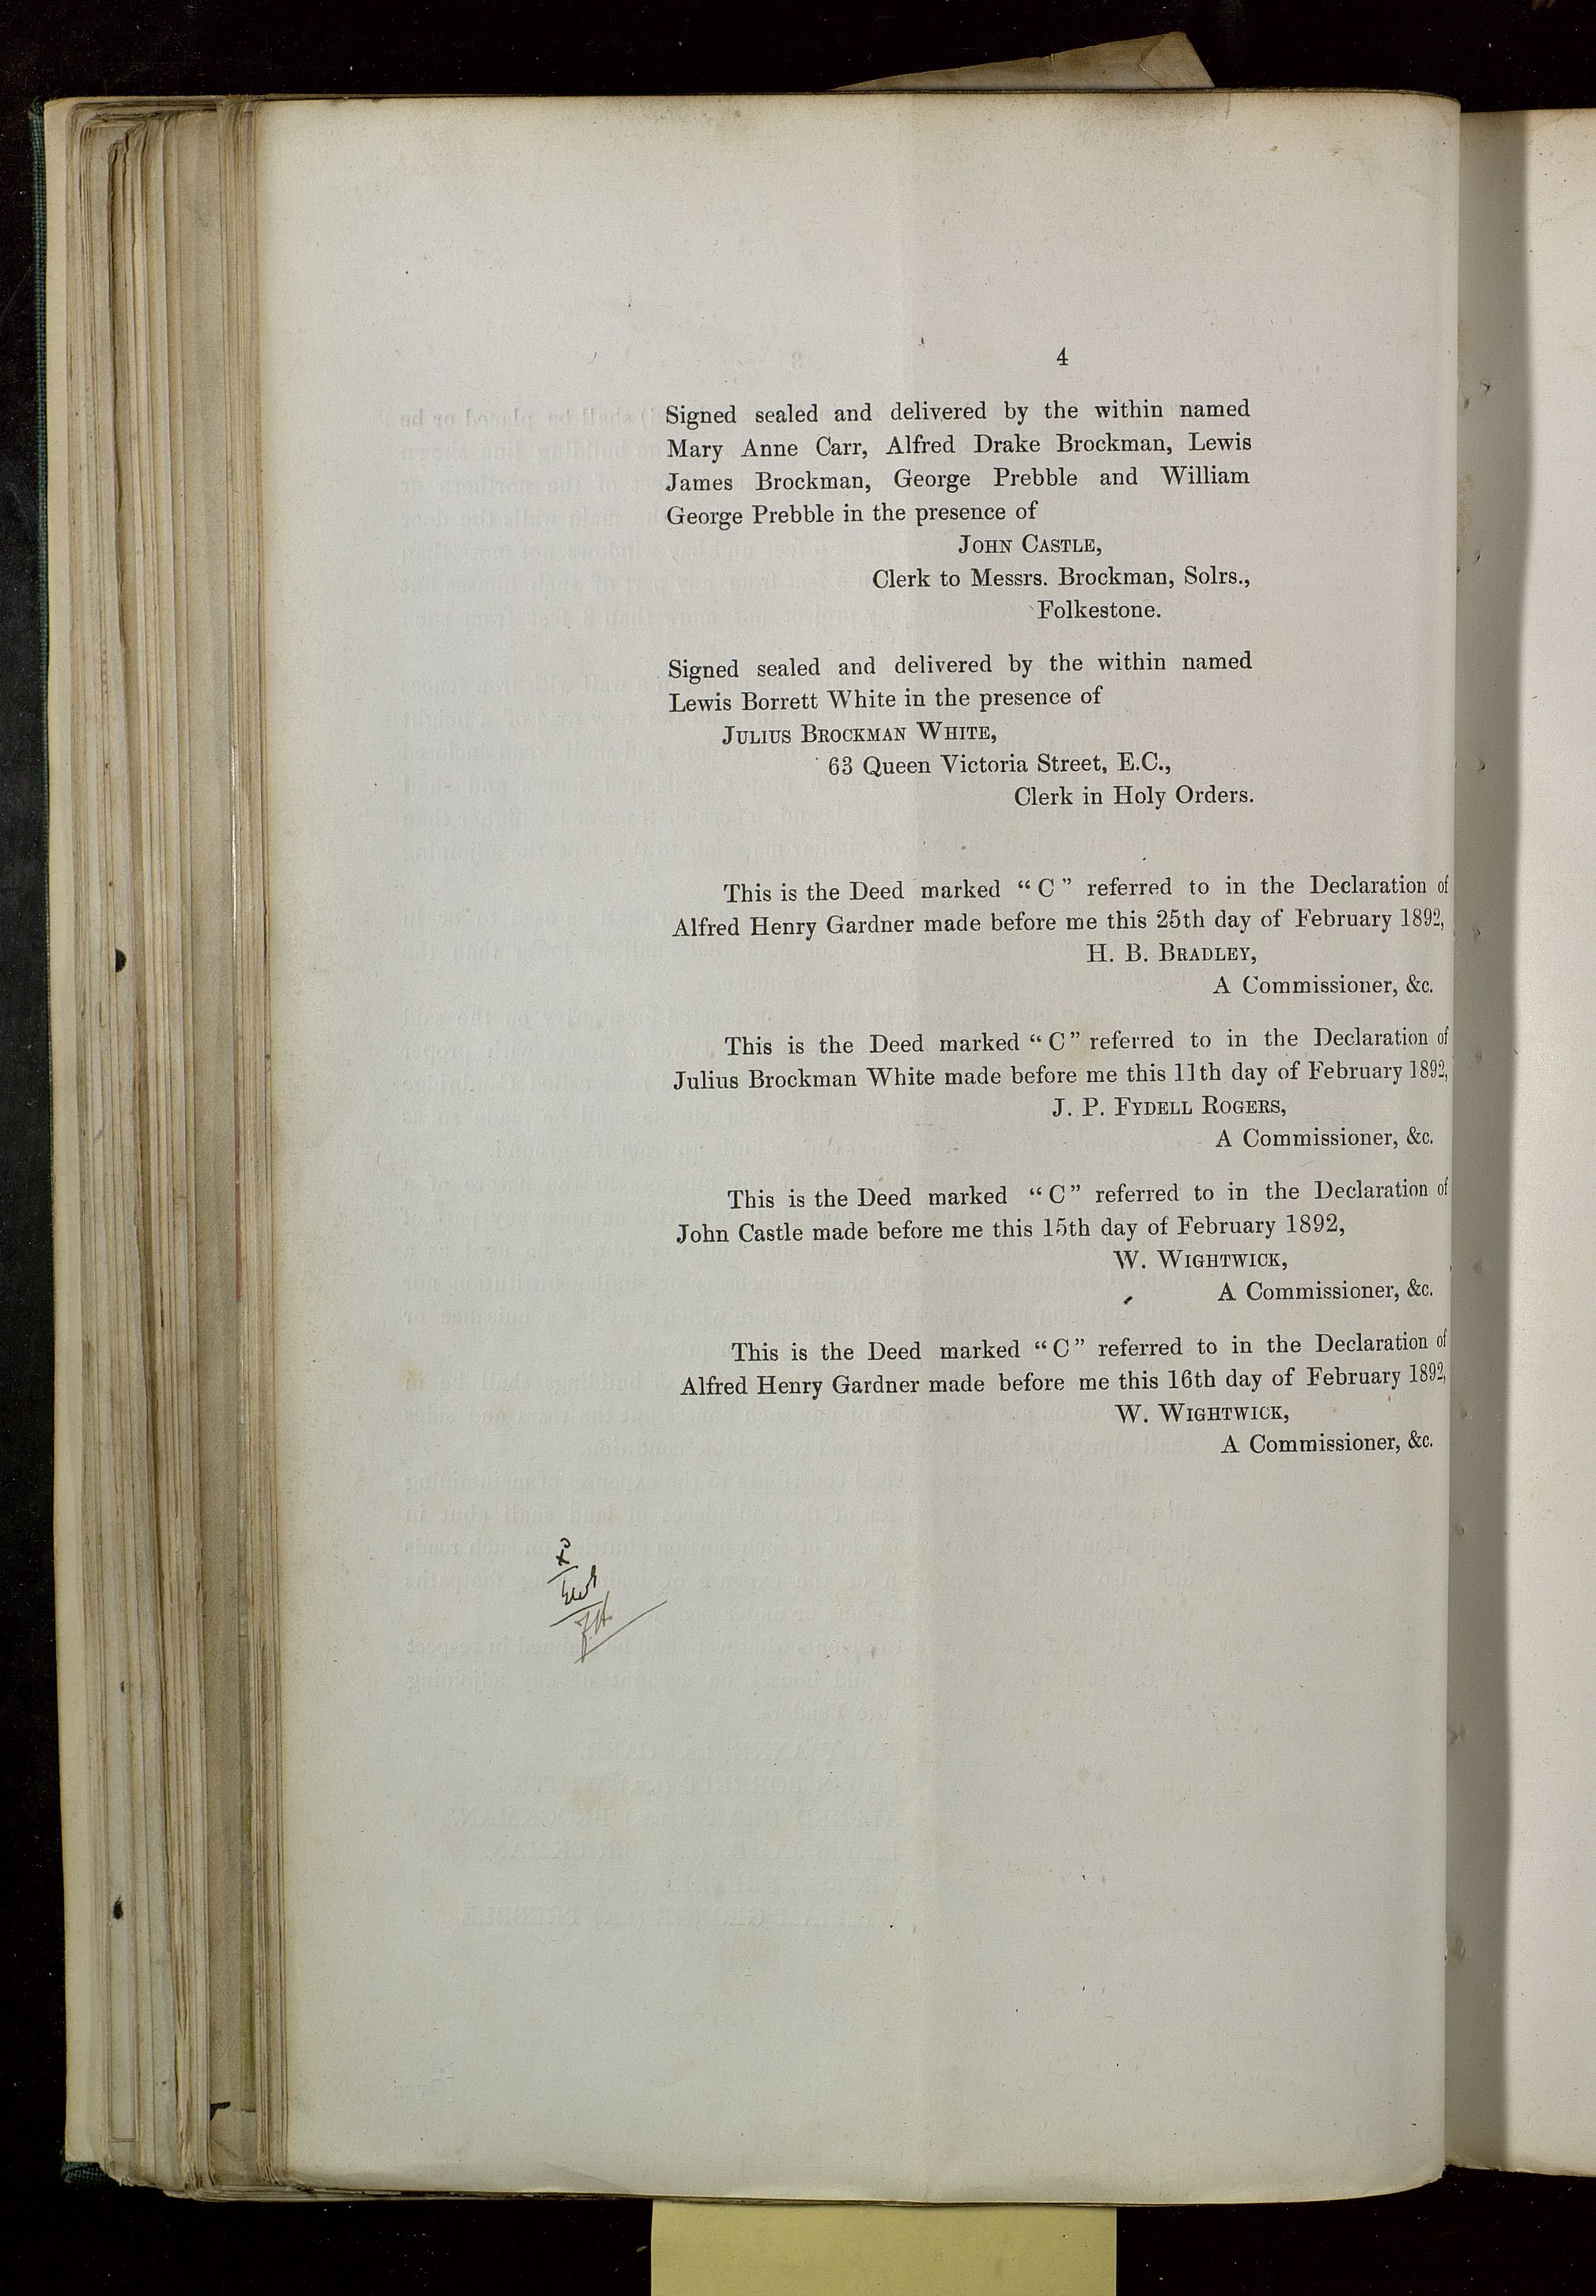 4
Signed sealed and delivered by the within named
Mary Anne Carr, Alfred Drake Brockman, Lewis
James Brockman, George Prebble and William
George Prebble in the presence of
JOHN CASTLE,
Clerk to Messrs. Brockman, Solrs.,
Folkestone.
Signed sealed and delivered by the within named
Lewis Borrett White in the presence of
JULIUS BROCKMAN WHITE,
63 Queen Victoria Street, E.C.,
Clerk in Holy Orders.
This is the Deed marked “C” referred to in the Declaration of
Alfred Henry Gardner made before me this 25th day of February 1892,
H. B. BRADLEY,
A Commissioner, &c.
This is the Deed marked “C” referred to in the Declaration of
Julius Brockman White made before me this 11th day of February 1892,
J. P. FYDELL ROGERS,
A Commissioner, &c.
This is the Deed marked “C” referred to in the Declaration of
John Castle made before me this 15th day of February 1892,
W. WIGHTWICK,
A Commissioner, &c.
This is the Deed marked “C” referred to in the Declaration of
Alfred Henry Gardner made before me this 16th day of February 1892,
W. WIGHTWICK,
A Commissioner, &c.